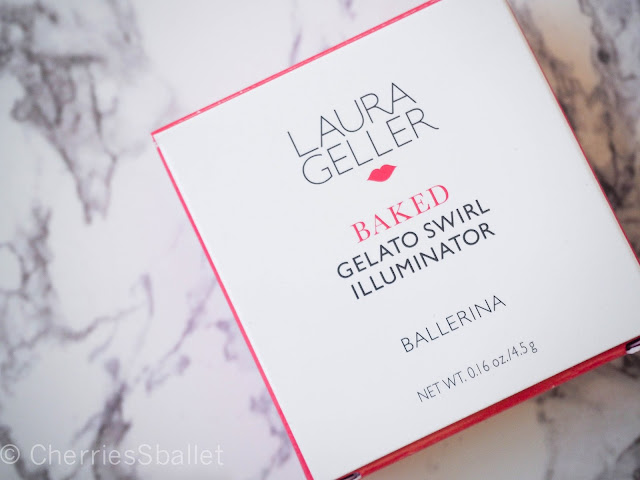 LAURA
GELLER
BAKED
GELATO SWIRL
ILLUMINATOR
BALLERINA
NET WT. 0.16 oz./4.5 g
© CherriesSballet